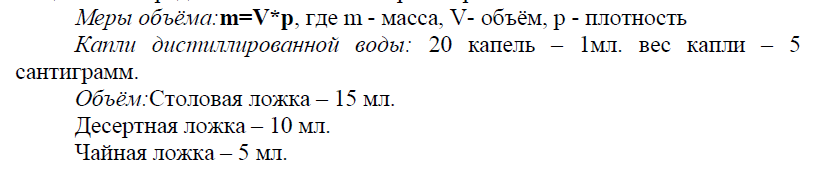 Меры объёма:m=V*p, где m - масса, V- объём, p - плотность
Капли дистиллированной воды: 20 капель – 1мл. вес капли – 5
сантиграмм.
Объём:Столовая ложка – 15 мл.
Десертная ложка – 10 мл.
Чайная ложка – 5 мл.